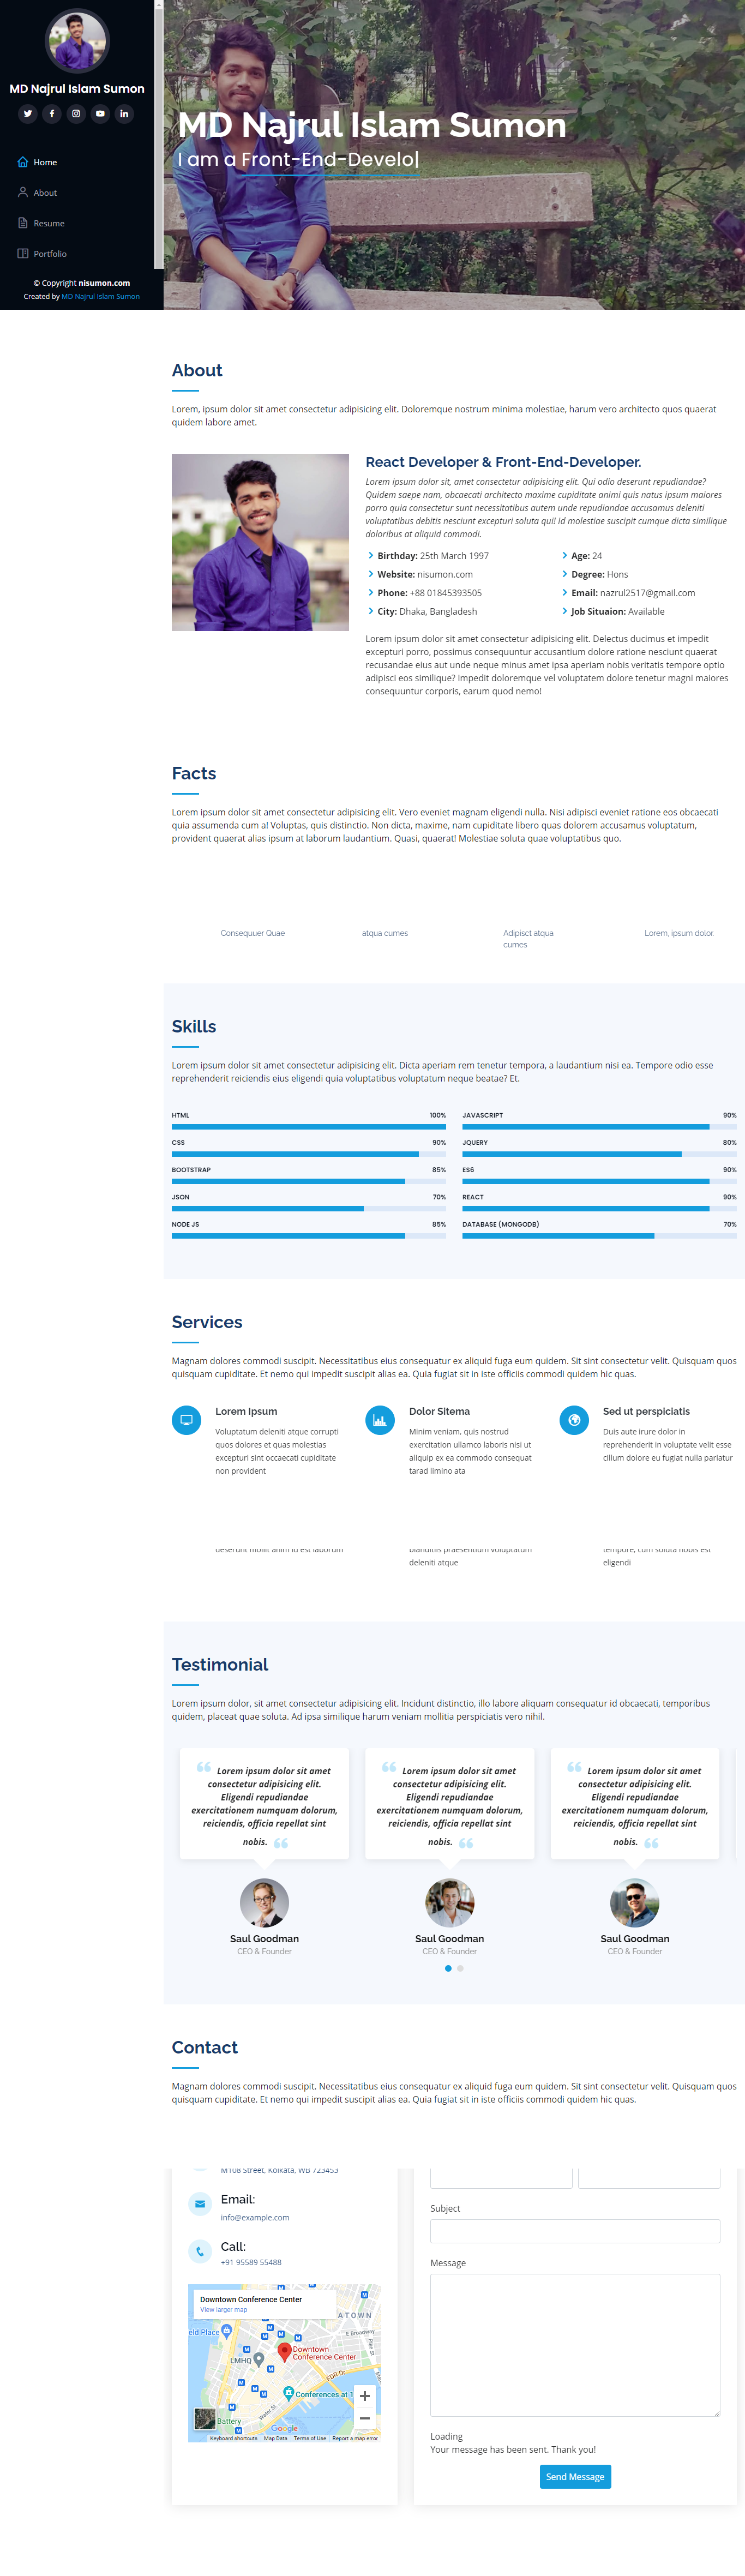 MD Najrul Islam Sumon
Home
About
Resume
Portfolio
© Copyright nisumon.com
Created by MD Najrul Islam Sumon
MD Najrul Islam Sumon
I am a Front-End-Develo|
About
Lorem, ipsum dolor sit amet consectetur adipisicing elit. Doloremque nostrum minima molestiae, harum vero architecto quos quaerat
quidem labore amet.
React Developer & Front-End-Developer.
Lorem ipsum dolor sit, amet consectetur adipisicing elit. Qui odio deserunt repudiandae?
Quidem saepe nam, obcaecati architecto maxime cupiditate animi quis natus ipsum maiores
porro quia consectetur sunt necessitatibus autem unde repudiandae accusamus deleniti
voluptatibus debitis nesciunt excepturi soluta qui! Id molestiae suscipit cumque dicta similique
doloribus at aliquid commodi.
Birthday: 25th March 1997
Website: nisumon.com
Phone: +88 01845393505
City: Dhaka, Bangladesh
Age: 24
Degree: Hons
Email: nazrul2517@gmail.com
Job Situaion: Available
Lorem ipsum dolor sit amet consectetur adipisicing elit. Delectus ducimus et impedit
excepturi porro, possimus consequuntur accusantium dolore ratione nesciunt quaerat
recusandae eius aut unde neque minus amet ipsa aperiam nobis veritatis tempore optio
adipisci eos similique? Impedit doloremque vel voluptatem dolore tenetur magni maiores
consequuntur corporis, earum quod nemo!
Facts
Lorem ipsum dolor sit amet consectetur adipisicing elit. Vero eveniet magnam eligendi nulla. Nisi adipisci eveniet ratione eos obcaecati
quia assumenda cum a! Voluptas, quis distinctio. Non dicta, maxime, nam cupiditate libero quas dolorem accusamus voluptatum,
provident quaerat alias ipsum at laborum laudantium. Quasi, quaerat! Molestiae soluta quae voluptatibus quo.
Consequuer Quae
atqua cumes
Adipisct atqua
cumes
Lorem, ipsum dolor
Skills
Lorem ipsum dolor sit amet consectetur adipisicing elit. Dicta aperiam rem tenetur tempora, a laudantium nisi ea. Tempore odio esse
reprehenderit reiciendis eius eligendi quia voluptatibus voluptatum neque beatae? Et.
HTML 100%
CSS 90%
BOOTSTRAP 85%
JSON 70%
NODE JS 85%
JAVASCRIPT 90%
JQUERY 80%
ES6 90%
REACT 90%
DATABASE (MONGODB) 70%
Services
Magnam dolores commodi suscipit. Necessitatibus eius consequatur ex aliquid fuga eum quidem. Sit sint consectetur velit. Quisquam quos
quisquam cupiditate. Et nemo qui impedit suscipit alias ea. Quia fugiat sit in iste officiis commodi quidem hic quas.
Lorem Ipsum
Voluptatum deleniti atque corrupti
quos dolores et quas molestias
excepturi sint occaecati cupiditate
non provident
Dolor Sitema
Minim veniam, quis nostrud
exercitation ullamco laboris nisi ut
aliquip ex ea commodo consequat
tarad limino ata
Sed ut perspiciatis
Duis aute irure dolor in
reprehenderit in voluptate velit esse
cillum dolore eu fugiat nulla pariatur
deserunt mollit anim id est laborum
blanditiis praesentium voluptatum
deleniti atque
tempore, cum soluta nobis est
eligendi
Testimonial
Lorem ipsum dolor, sit amet consectetur adipisicing elit. Incidunt distinctio, illo labore aliquam consequatur id obcaecati, temporibus
quidem, placeat quae soluta. Ad ipsa similique harum veniam mollitia perspiciatis vero nihil.
Lorem ipsum dolor sit amet
consectetur adipisicing elit.
Eligendi repudiandae
exercitationem numquam dolorum,
reiciendis, officia repellat sint
nobis.
Saul Goodman
CEO & Founder
Lorem ipsum dolor sit amet
consectetur adipisicing elit.
Eligendi repudiandae
exercitationem numquam dolorum,
reiciendis, officia repellat sint
nobis.
Saul Goodman
CEO & Founder
Lorem ipsum dolor sit amet
consectetur adipisicing elit.
Eligendi repudiandae
exercitationem numquam dolorum,
reiciendis, officia repellat sint
nobis.
Saul Goodman
CEO & Founder
Contact
Magnam dolores commodi suscipit. Necessitatibus eius consequatur ex aliquid fuga eum quidem. Sit sint consectetur velit. Quisquam quos
quisquam cupiditate. Et nemo qui impedit suscipit alias ea. Quia fugiat sit in iste officiis commodi quidem hic quas.
M108 Street, Kolkata, WB 723453
Email:
info@example.com
Call:
+91 95589 55488
Downtown Conference Center
View larger map
ATOWN
E Broadway
Pike St
eld Place
Downtown
Conference Center
LMHQ
FDR Dr
Conferences at 1
Water St
Battery
Google
Keyboard shortcuts Map Data Terms of Use Report a map error
Subject
Message
Loading
Your message has been sent. Thank you!
Send Message